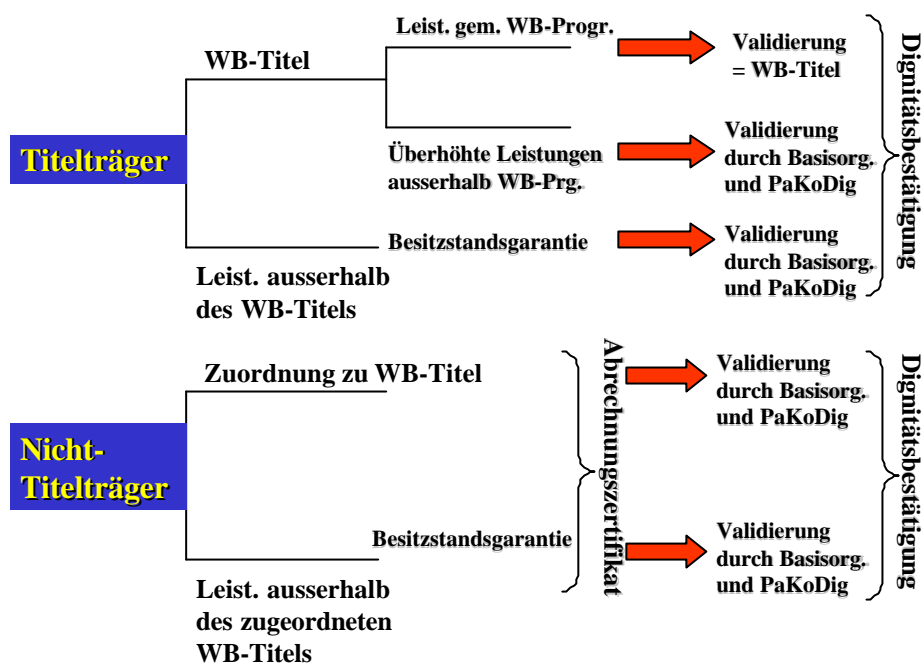 Leist. gem. WB-Progr.
WB-Titel
Validierung
= WB-Titel
Titelträger
Überhöhte Leistungen
ausserhalb WB-Prg.
Validierung
durch Basisorg.
und PaKoDig
Besitzstandsgarantie
Validierung
durch Basisorg.
und PaKoDig
Leist. ausserhalb
des WB-Titels
Dignitätsbestätigung
Zuordnung zu WB-Titel
Abrechnungszertifikat
Validierung
durch Basisorg.
und PaKoDig
Nicht-
Titelträger
Besitzstandsgarantie
Validierung
durch Basisorg.
und PaKoDig
Leist. ausserhalb
des zugeordneten
WB-Titels
Dignitätsbestätigung